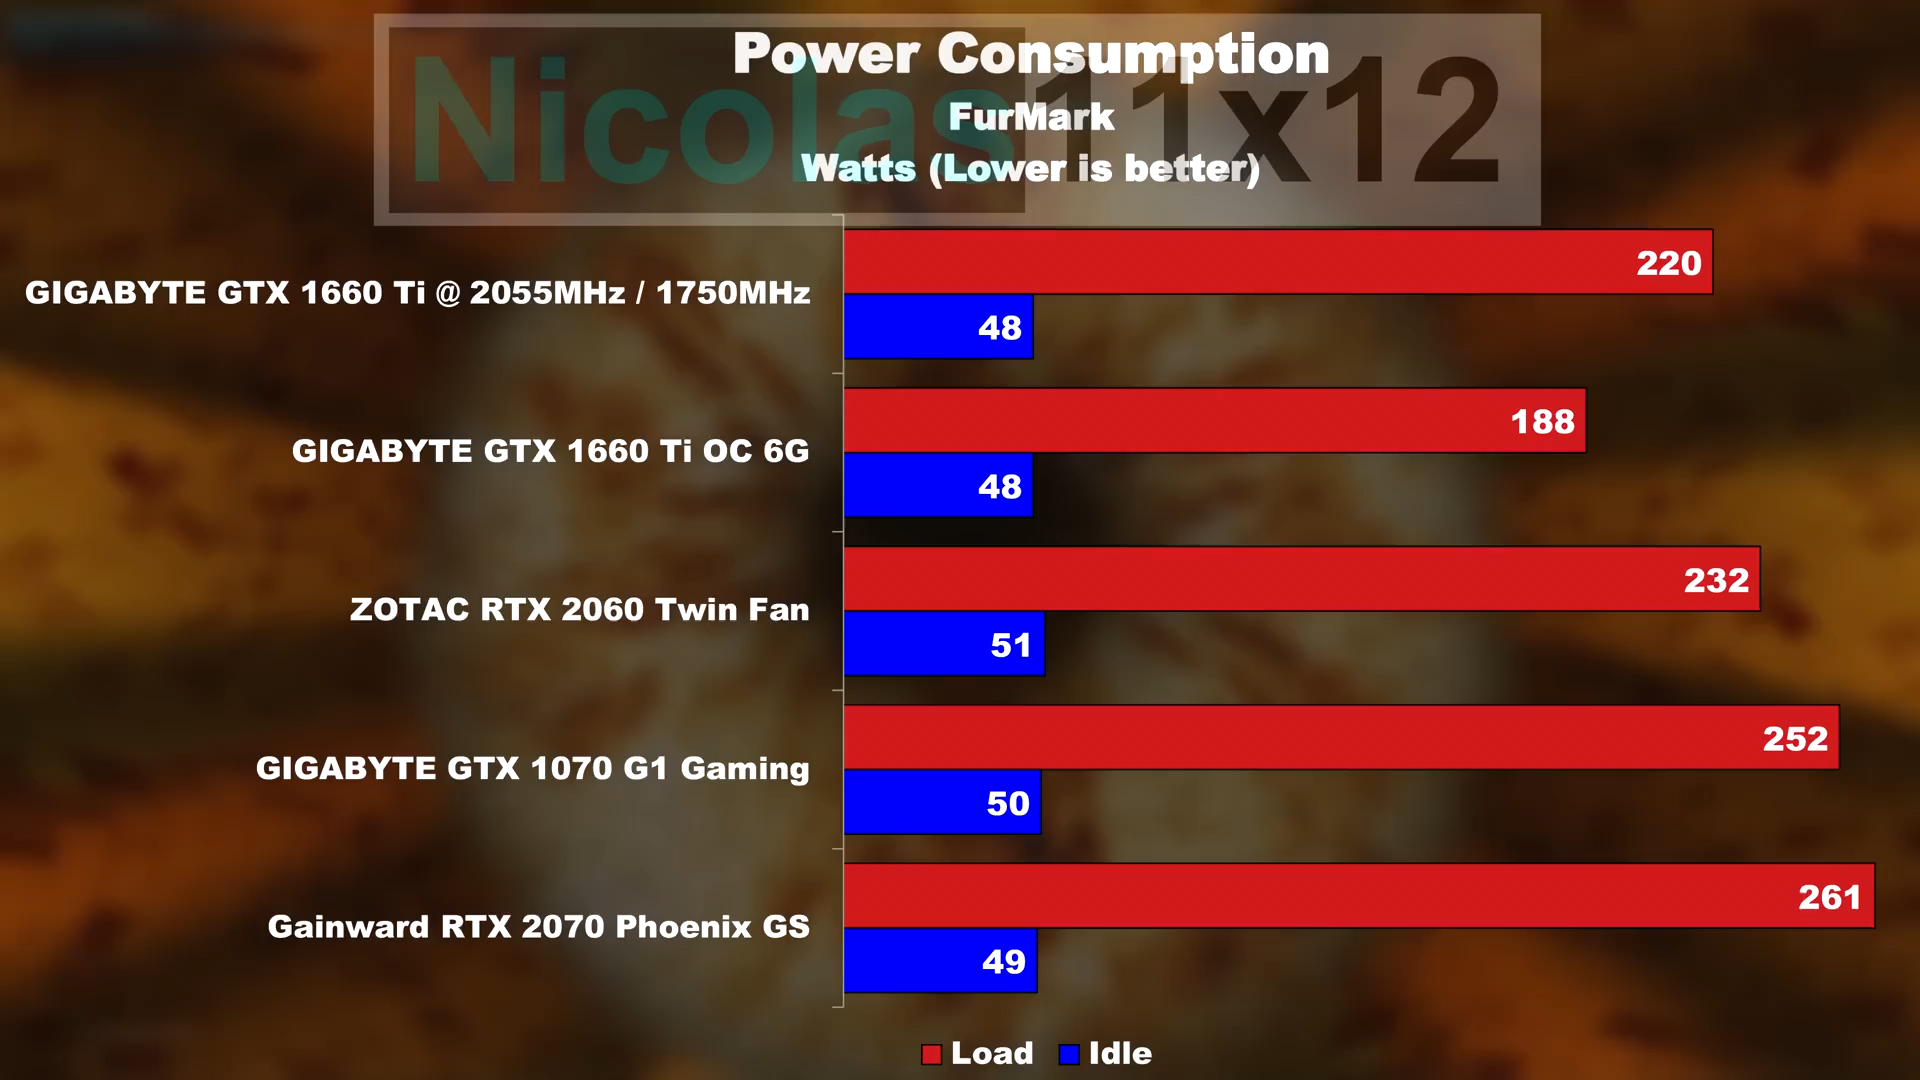 Power Consumption
Nicolas11x12
FurMark
Watts (Lower is better)
GIGABYTE GTX 1660 Ti @ 2055MHz / 1750MHz
220
48
GIGABYTE GTX 1660 Ti OC 6G
188
48
ZOTAC RTX 2060 Twin Fan
232
51
GIGABYTE GTX 1070 G1 Gaming
252
50
Gainward RTX 2070 Phoenix GS
261
49
Load Idle